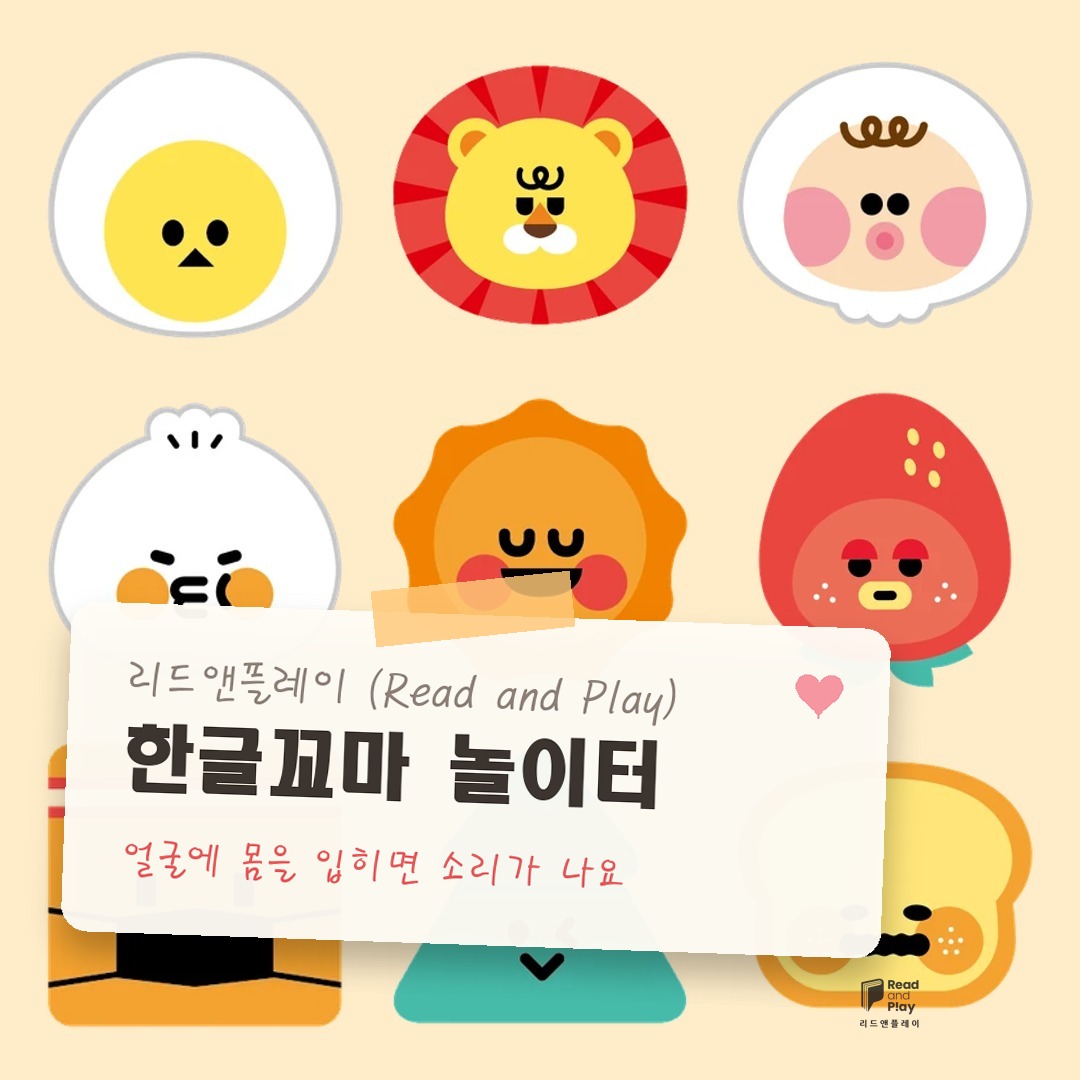 리드앤플레이 (Read and Play)
한글꼬마 놀이터
얼굴에 몸을 입히면 소리가 나요
Read
and
P!ay
리드앤플레이